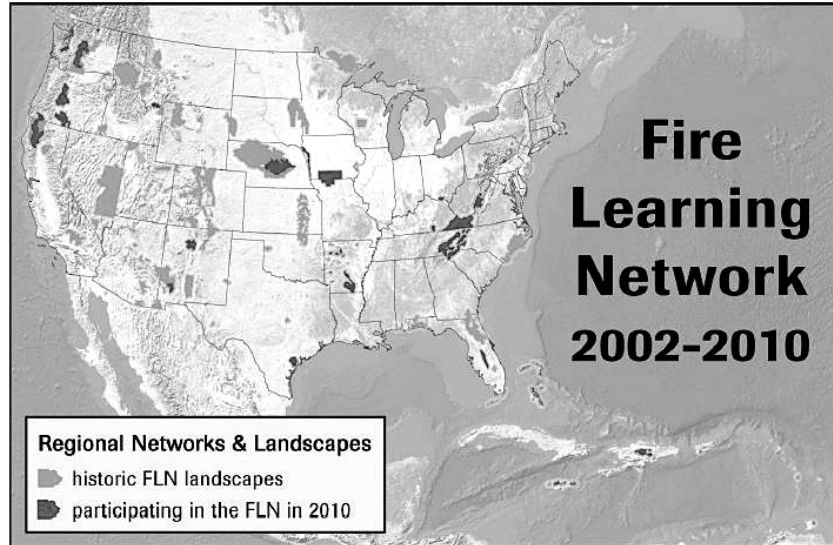 Fire
Learning
Network
2002-2010
Regional Networks & Landscapes
historic FLN landscapes
participating in the FLN in 2010